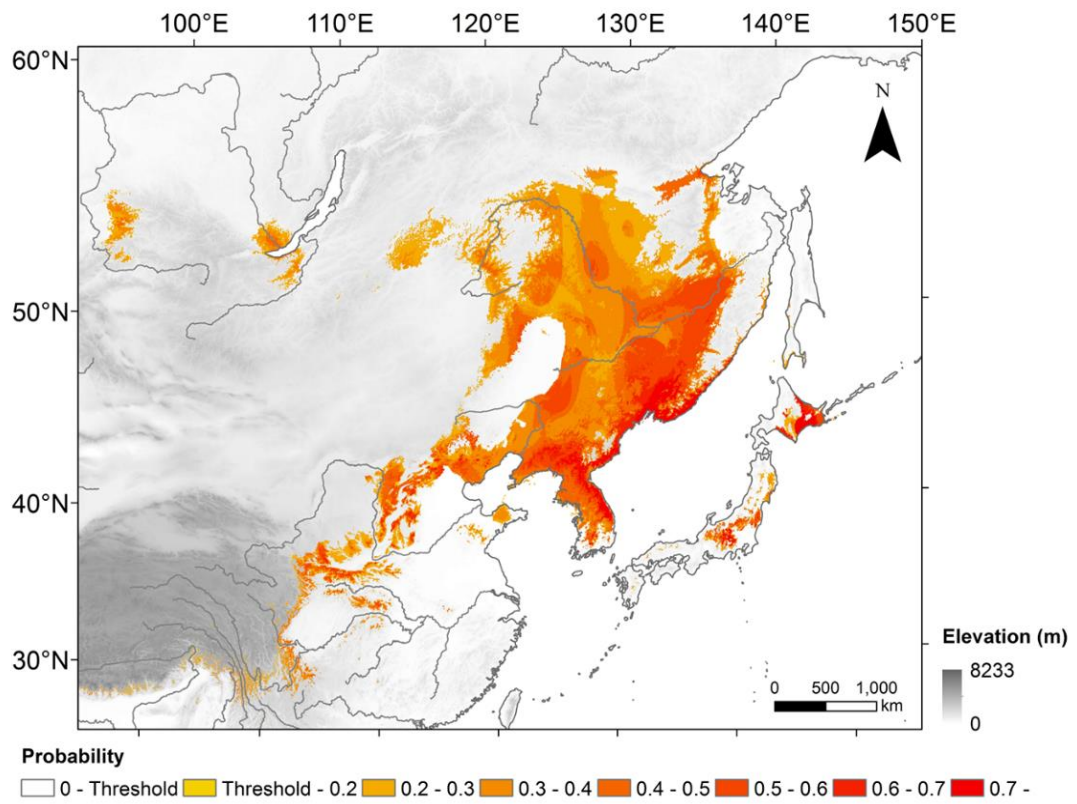 100°E 110°E 120°E 130°E 140°E 150°E
60°N
N
50°N
40°N
30°N
Elevation (m)
8233
0
0 500 1,000
km
Probability
0 - Threshold Threshold - 0.2 0.2 - 0.3 0.3 - 0.4 0.4 - 0.5 0.5 - 0.6 0.6 - 0.7 0.7 -